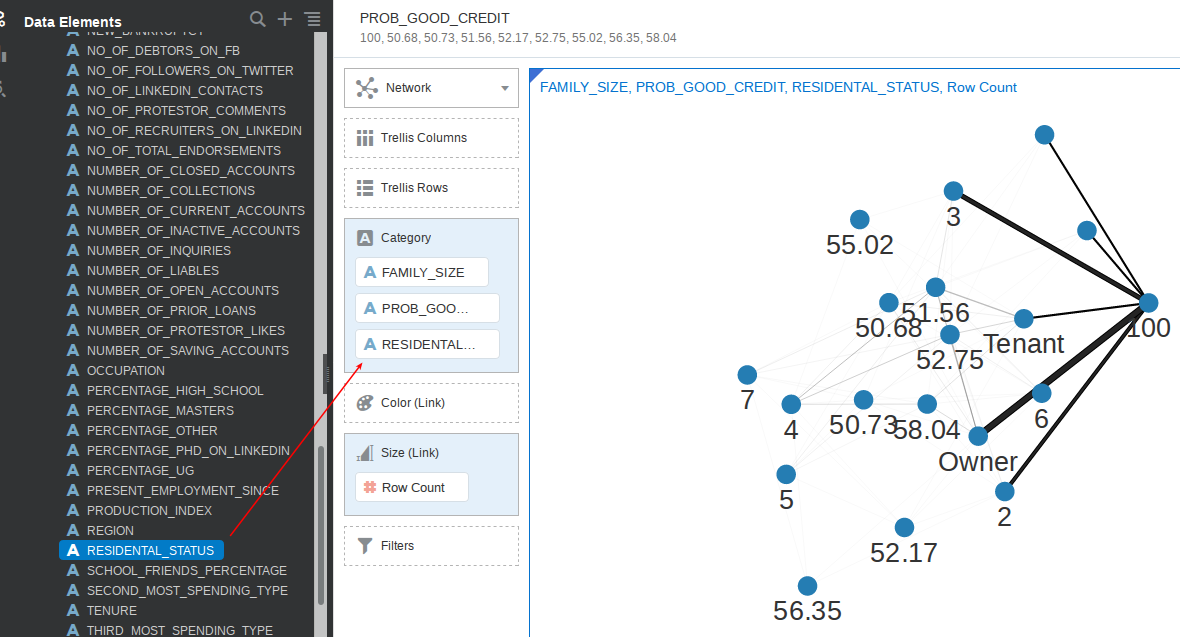 Data Elements
NEW_BANKRUPTCY
NO_OF_DEBTORS_ON_FB
NO_OF_FOLLOWERS_ON_TWITTER
NO_OF_LINKEDIN_CONTACTS
NO_OF_PROTESTOR_COMMENTS
NO_OF_RECRUITERS_ON_LINKEDIN
NO_OF_TOTAL_ENDORSEMENTS
NUMBER_OF_CLOSED_ACCOUNTS
NUMBER_OF_COLLECTIONS
NUMBER_OF_CURRENT_ACCOUNTS
NUMBER_OF_INACTIVE_ACCOUNTS
NUMBER_OF_INQUIRIES
NUMBER_OF_LIABLES
NUMBER_OF_OPEN_ACCOUNTS
NUMBER_OF_PRIOR_LOANS
NUMBER_OF_PROTESTOR_LIKES
NUMBER_OF_SAVING_ACCOUNTS
OCCUPATION
PERCENTAGE_HIGH_SCHOOL
PERCENTAGE_MASTERS
PERCENTAGE_OTHER
PERCENTAGE_PHD_ON_LINKEDIN
PERCENTAGE_UG
PRESENT_EMPLOYMENT_SINCE
PRODUCTION_INDEX
REGION
RESIDENTAL_STATUS
SCHOOL_FRIENDS_PERCENTAGE
SECOND_MOST_SPENDING_TYPE
TENURE
THIRD_MOST_SPENDING_TYPE
PROB_GOOD_CREDIT
100, 50.68, 50.73, 51.56, 52.17, 52.75, 55.02, 56.35, 58.04
Network
Trellis Columns
Trellis Rows
Category
FAMILY_SIZE
PROB_GOO...
RESIDENTAL...
Color (Link)
Size (Link)
Row Count
Filters
FAMILY_SIZE, PROB_GOOD_CREDIT, RESIDENTAL_STATUS, Row Count
3
55.02
51.56
50.68
100
Tenant
52.75
7
6
4
50.73
58.04
Owner
5
2
52.17
56.35